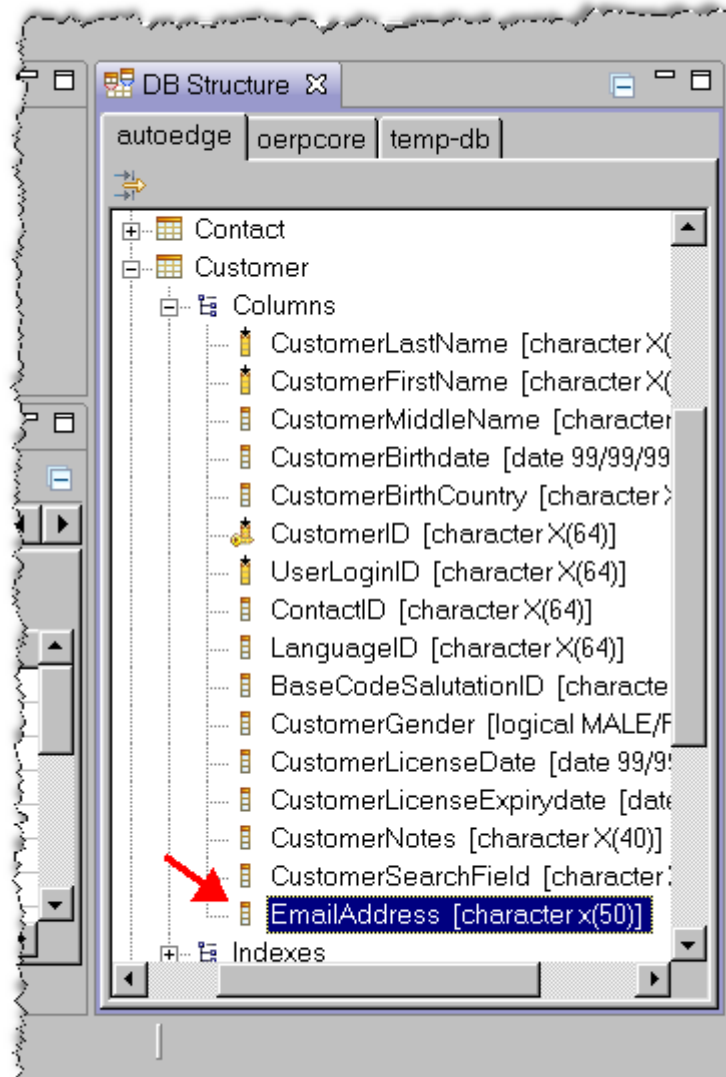 DB Structure
autoedge oerpcore temp-db
Contact
Customer
Columns
CustomerLastName [character X(
CustomerFirstName [character X(
CustomerMiddleName [character
CustomerBirthdate [date 99/99/99
CustomerBirthCountry [character X
CustomerID [character X(64)]
UserLoginID [character X(64)]
ContactID [character X(64)]
LanguageID [character X(64)]
BaseCodeSalutationID [characte
CustomerGender [logical MALE/F
CustomerLicenseDate [date 99/9
CustomerLicenseExpirydate [date
CustomerNotes [character X(40)]
CustomerSearchField [character
EmailAddress [character x(50)]
Indexes